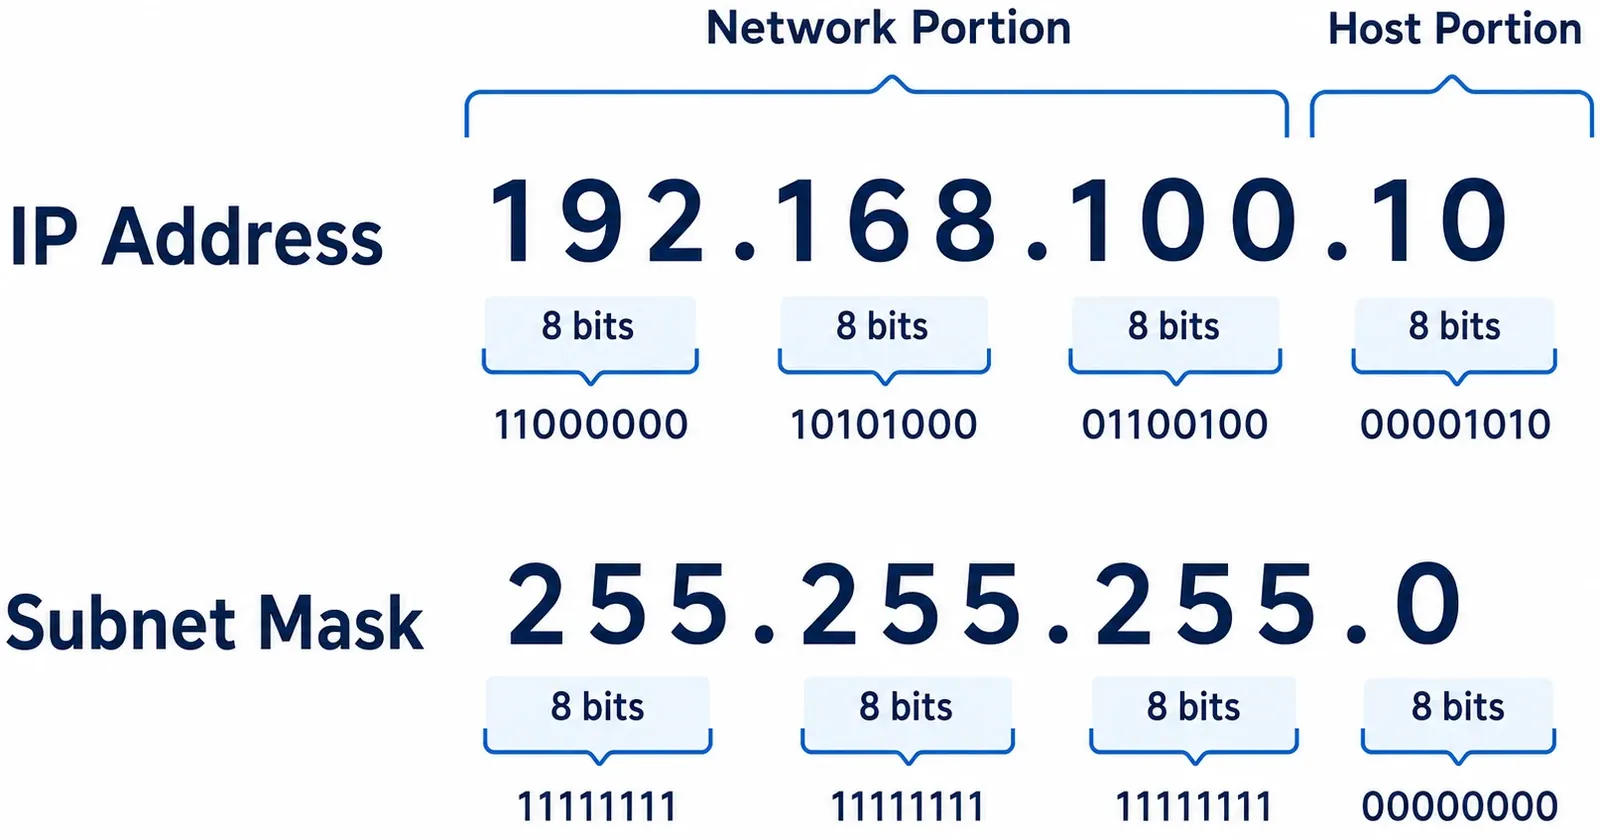 Network Portion Host Portion
IP Address 192.168.100.10
8 bits 8 bits 8 bits 8 bits
11000000 10101000 01100100 00001010
Subnet Mask 255.255.255.0
8 bits 8 bits 8 bits 8 bits
11111111 11111111 11111111 00000000